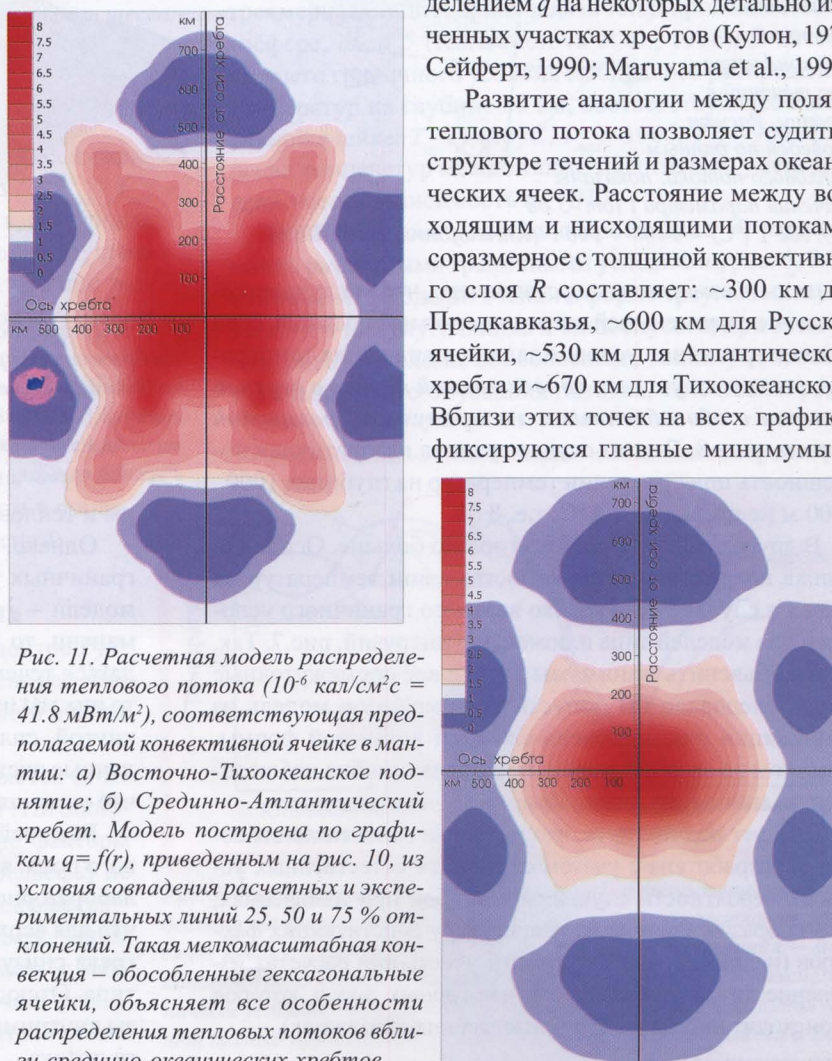 делением q на некоторых детально из
ченных участках хребтов (Кулон, 197
Сейферт, 1990; Maruyama et al., 199
Развитие аналогии между поля
теплового потока позволяет судить
структуре течений и размерах океан
ческих ячеек. Расстояние между во
ходящим и нисходящими потокам
соразмерное с толщиной конвективн
го слоя R составляет: ~300 км д
Предкавказья, ~600 км для Русск
ячейки, ~530 км для Атлантическо
хребта и ~670 км для Тихоокеанско
Вблизи этих точек на всех график
фиксируются главные минимумы
8
7.5
7
6.5
6
5.5
5
4.5
4
3.5
3
2.5
2
1.5
1
0.5
0
км
700
600
500
400
300
200
100
Расстояние от оси хребта
Ось хребта
км 500 400 300 200 100
Рис. 11. Расчетная модель распределе-
ния теплового потока (10⁻⁶ кал/см²с =
41.8 мВт/м²), соответствующая пред-
полагаемой конвективной ячейке в ман-
тии: а) Восточно-Тихоокеанское под-
нятие; б) Срединно-Атлантический
хребет. Модель построена по графи-
кам q= f(r), приведенным на рис. 10, из
условия совпадения расчетных и экспе-
риментальных линий 25, 50 и 75 % от-
клонений. Такая мелкомасштабная кон-
векция – обособленные гексагональные
ячейки, объясняет все особенности
распределения тепловых потоков вбли-
зи срединно-океанических хребтов
8
7.5
7
6.5
6
5.5
5
4.5
4
3.5
3
2.5
2
1.5
1
0.5
0
км
700
600
500
400
300
200
100
Расстояние от оси хребта
Ось хребта
км 500 400 300 200 100